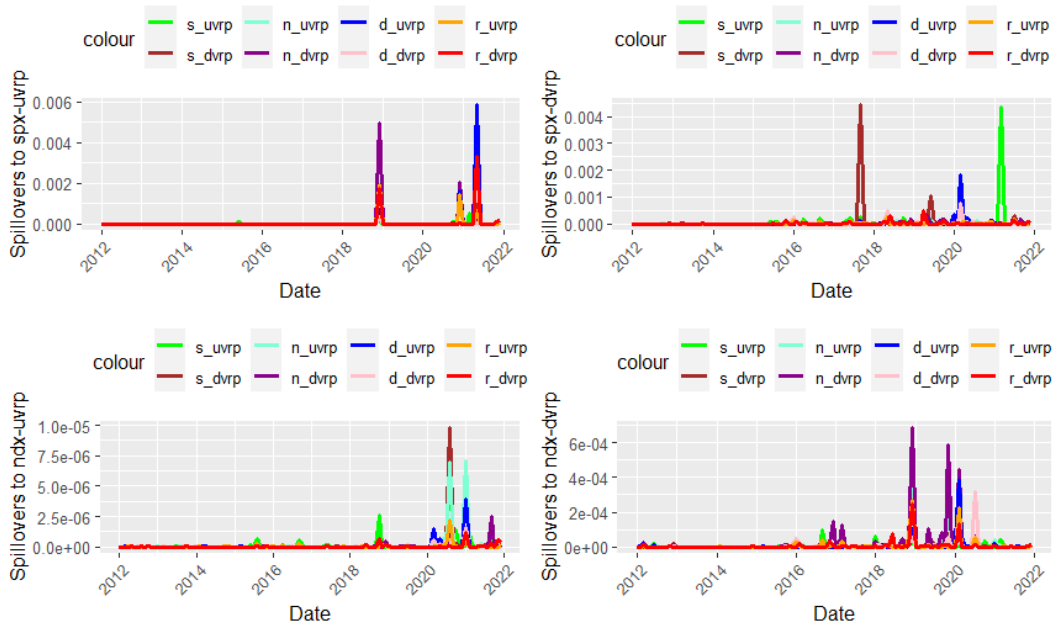 colour s_uvrp n_uvrp d_uvrp r_uvrp
s_dvrp n_dvrp d_dvrp r_dvrp
Spillovers to spx-uvrp
0.006
0.004
0.002
0.000
2012 2014 2016 2018 2020 2022
Date
colour s_uvrp n_uvrp d_uvrp r_uvrp
s_dvrp n_dvrp d_dvrp r_dvrp
Spillovers to spx-dvrp
0.004
0.003
0.002
0.001
0.000
2012 2014 2016 2018 2020 2022
Date
colour s_uvrp n_uvrp d_uvrp r_uvrp
s_dvrp n_dvrp d_dvrp r_dvrp
Spillovers to ndx-uvrp
1.0e-05
7.5e-06
5.0e-06
2.5e-06
0.0e+00
2012 2014 2016 2018 2020 2022
Date
colour s_uvrp n_uvrp d_uvrp r_uvrp
s_dvrp n_dvrp d_dvrp r_dvrp
Spillovers to ndx-dvrp
6e-04
4e-04
2e-04
0e+00
2012 2014 2016 2018 2020 2022
Date